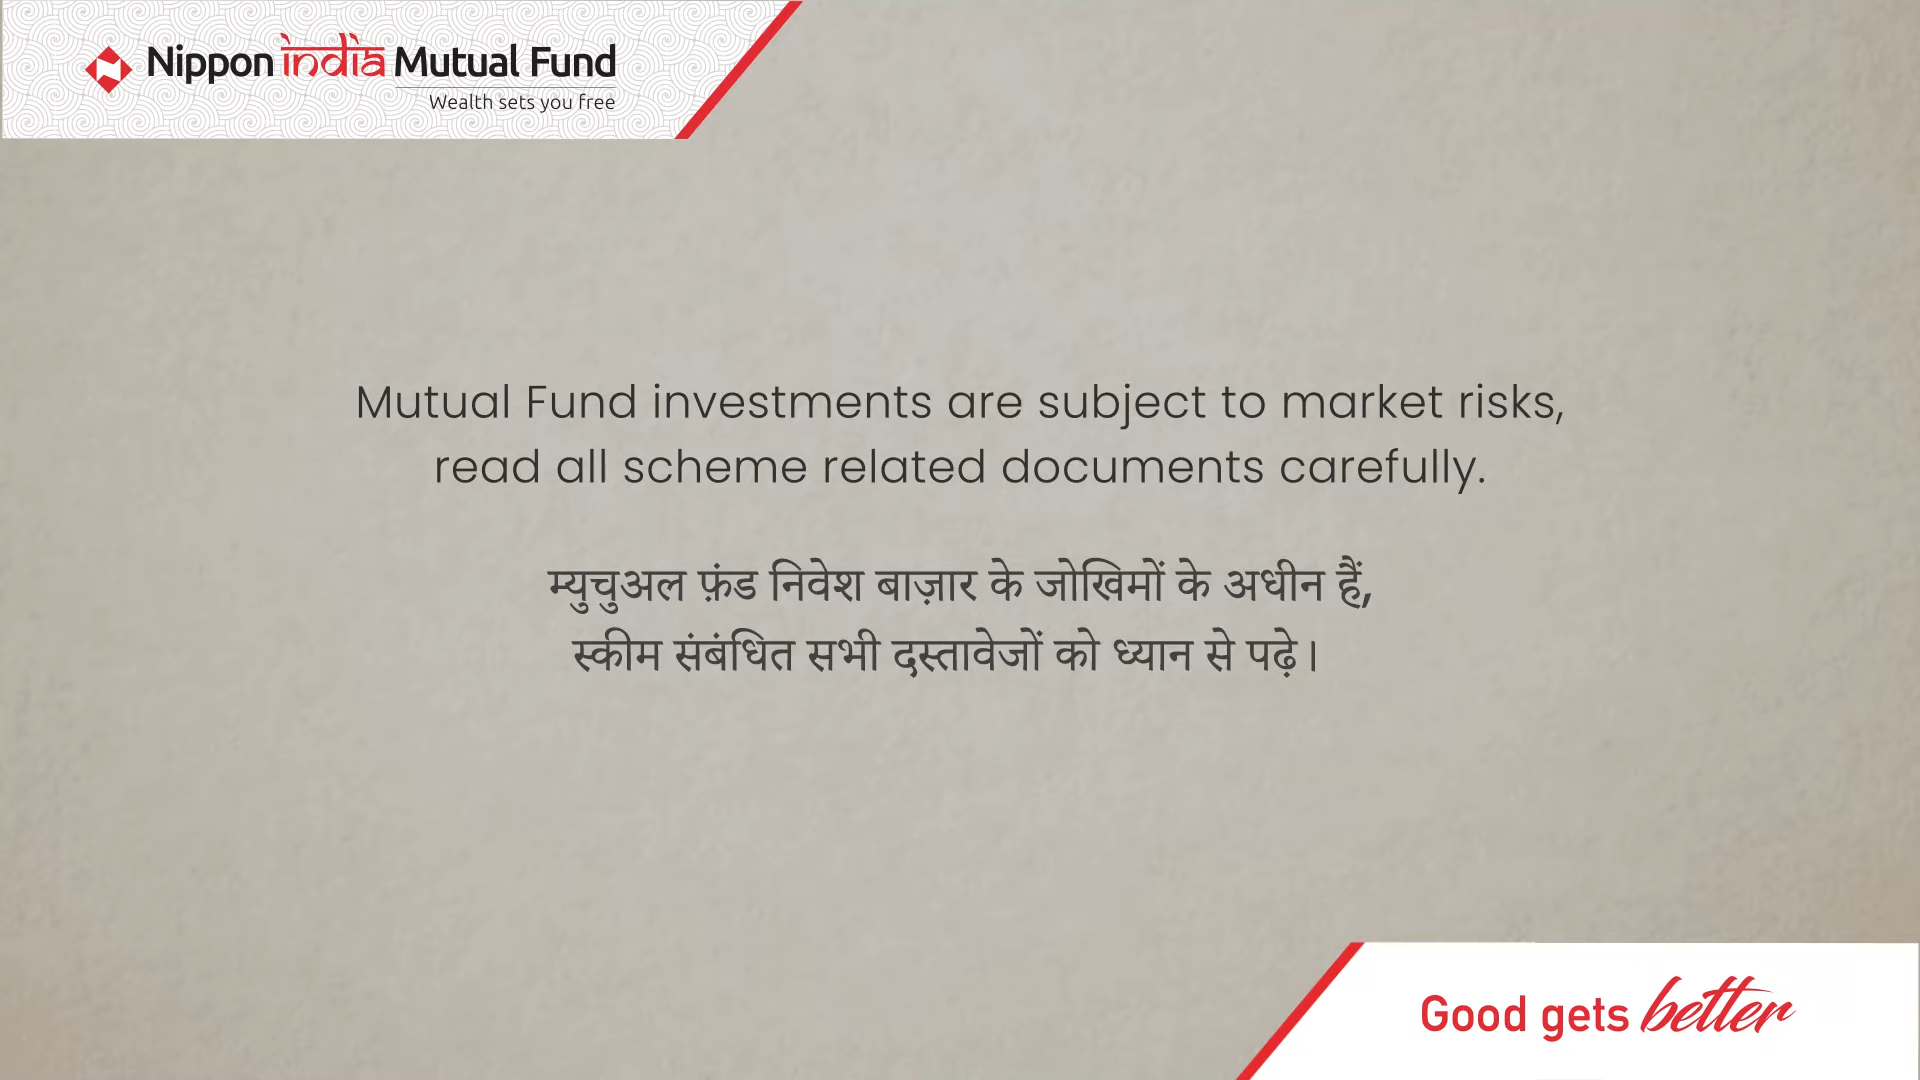 Nippon india Mutual Fund
Wealth sets you free
Mutual Fund investments are subject to market risks,
read all scheme related documents carefully.
म्युचुअल फ़ंड निवेश बाज़ार के जोखिमों के अधीन हैं,
स्कीम संबंधित सभी दस्तावेजों को ध्यान से पढ़े।
Good gets better